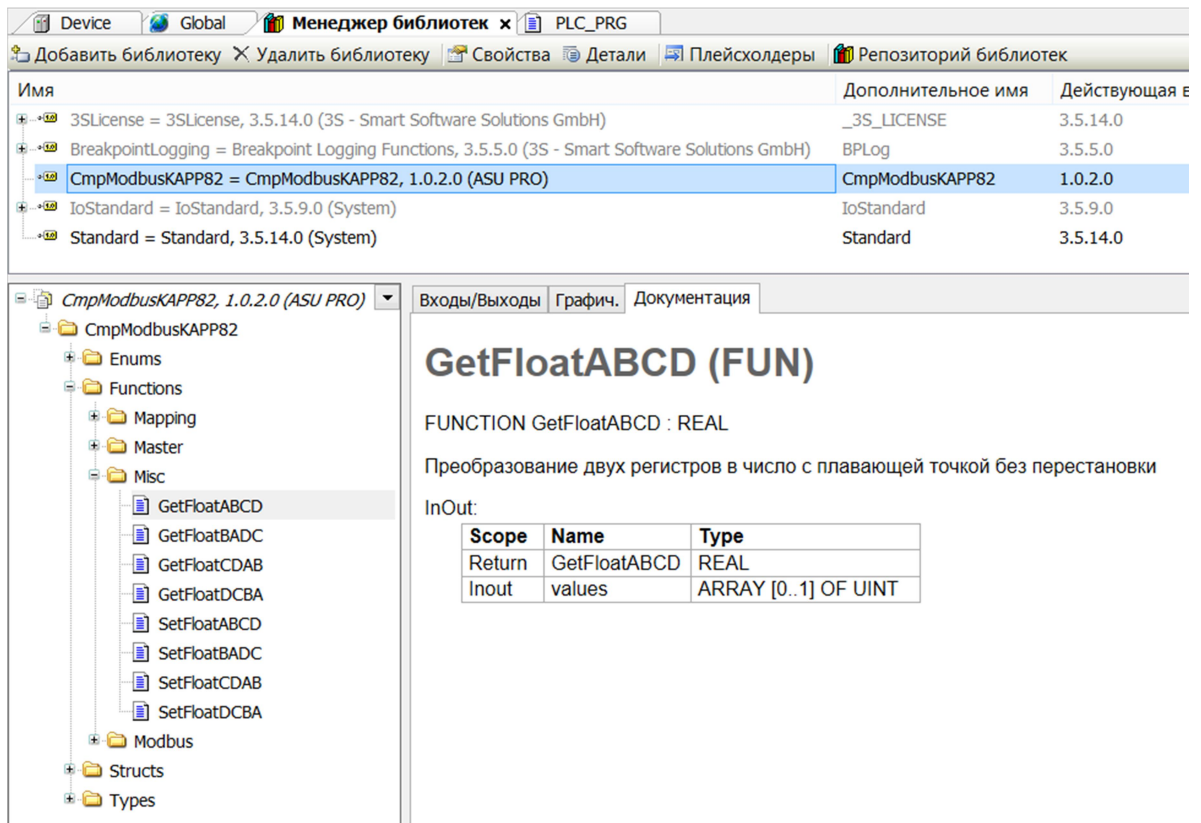 Device Global Менеджер библиотек x PLC_PRG
Добавить библиотеку Удалить библиотеку Свойства Детали Плейсхолдеры Репозиторий библиотек
Имя Дополнительное имя Действующая в
3SLicense = 3SLicense, 3.5.14.0 (3S - Smart Software Solutions GmbH) _3S_LICENSE 3.5.14.0
BreakpointLogging = Breakpoint Logging Functions, 3.5.5.0 (3S - Smart Software Solutions GmbH) BPLog 3.5.5.0
CmpModbusKAPP82 = CmpModbusKAPP82, 1.0.2.0 (ASU PRO) CmpModbusKAPP82 1.0.2.0
IoStandard = IoStandard, 3.5.9.0 (System) IoStandard 3.5.9.0
Standard = Standard, 3.5.14.0 (System) Standard 3.5.14.0
CmpModbusKAPP82, 1.0.2.0 (ASU PRO)
CmpModbusKAPP82
Enums
Functions
Mapping
Master
Misc
GetFloatABCD
GetFloatBADC
GetFloatCDAB
GetFloatDCBA
SetFloatABCD
SetFloatBADC
SetFloatCDAB
SetFloatDCBA
Modbus
Structs
Types
Входы/Выходы Графич. Документация
GetFloatABCD (FUN)
FUNCTION GetFloatABCD : REAL
Преобразование двух регистров в число с плавающей точкой без перестановки
InOut:
Scope Name Type
Return GetFloatABCD REAL
Inout values ARRAY [0..1] OF UINT